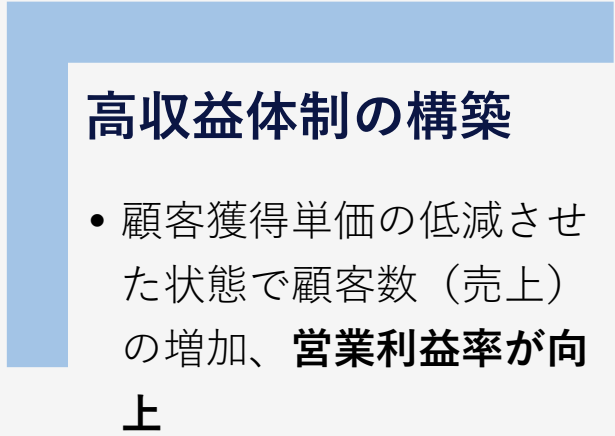 高収益体制の構築
• 顧客獲得単価の低減させ
た状態で顧客数（売上）
の増加、営業利益率が向
上